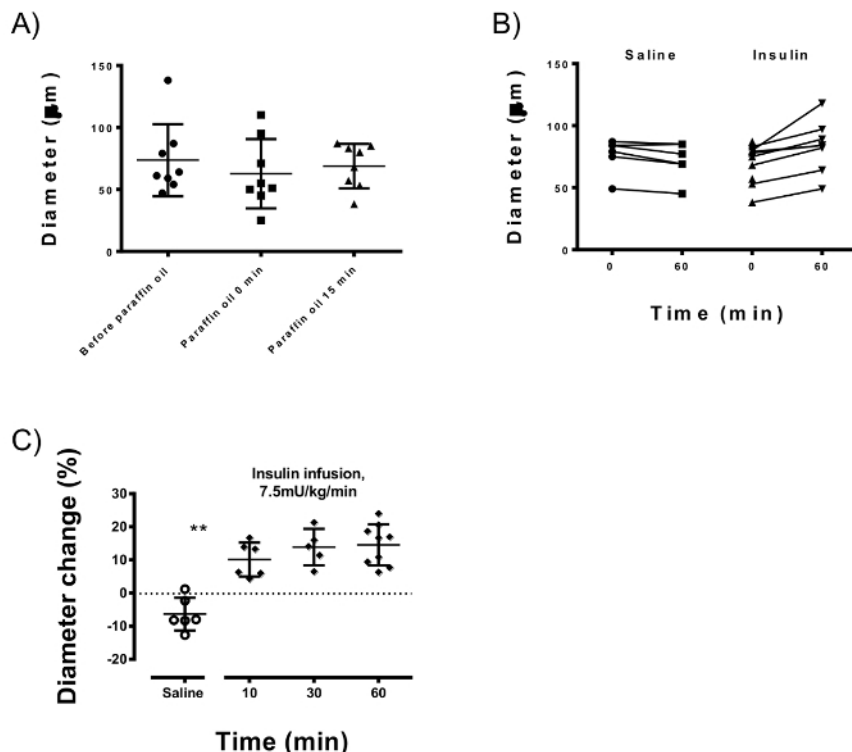 A)
Diameter
150
100
50
0
Before paraffin oil
Paraffin oil 0 min
Paraffin oil 15 min
B)
Saline Insulin
Diameter
150
100
50
0
0 60 0 60
Time (min)
C)
Diameter change (%)
Insulin infusion,
7.5mU/kg/min
**
30
20
10
0
-10
-20
Saline 10 30 60
Time (min)